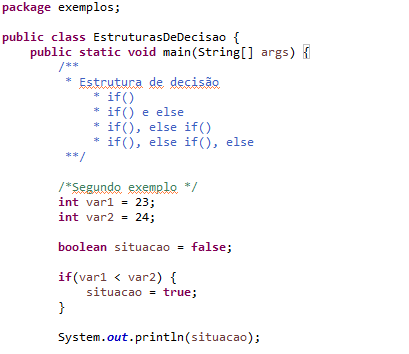 package exemplos;
public class EstruturasDeDecisao {
public static void main(String[] args) {
/**
* Estrutura de decisão
* if()
* if() e else
* if(), else if()
* if(), else if(), else
**/
/*Segundo exemplo */
int var1 = 23;
int var2 = 24;
boolean situacao = false;
if(var1 < var2) {
situacao = true;
}
System.out.println(situacao);